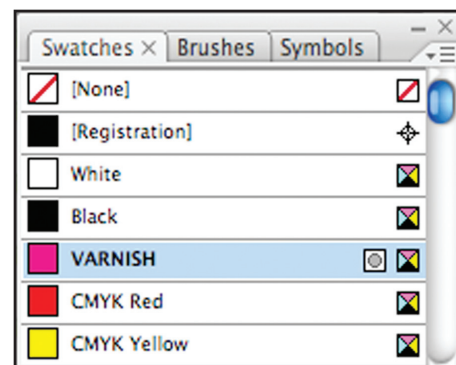 Swatches Brushes Symbols
[None]
[Registration]
White
Black
VARNISH
CMYK Red
CMYK Yellow